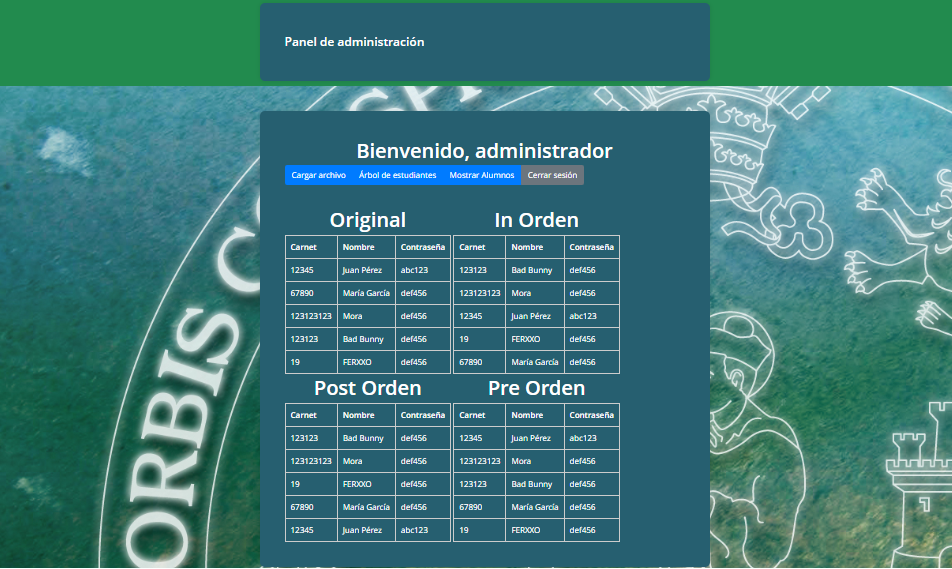 Panel de administración
ORBIS C
Bienvenido, administrador
Cargar archivo Árbol de estudiantes Mostrar Alumnos Cerrar sesión
Original In Orden
Carnet Nombre Contraseña Carnet Nombre Contraseña
12345 Juan Pérez abc123 123123 Bad Bunny def456
67890 María García def456 123123123 Mora def456
123123123 Mora def456 12345 Juan Pérez abc123
123123 Bad Bunny def456 19 FERXXO def456
19 FERXXO def456 67890 María García def456
Post Orden Pre Orden
Carnet Nombre Contraseña Carnet Nombre Contraseña
123123 Bad Bunny def456 12345 Juan Pérez abc123
123123123 Mora def456 123123123 Mora def456
19 FERXXO def456 123123 Bad Bunny def456
67890 María García def456 67890 María García def456
12345 Juan Pérez abc123 19 FERXXO def456